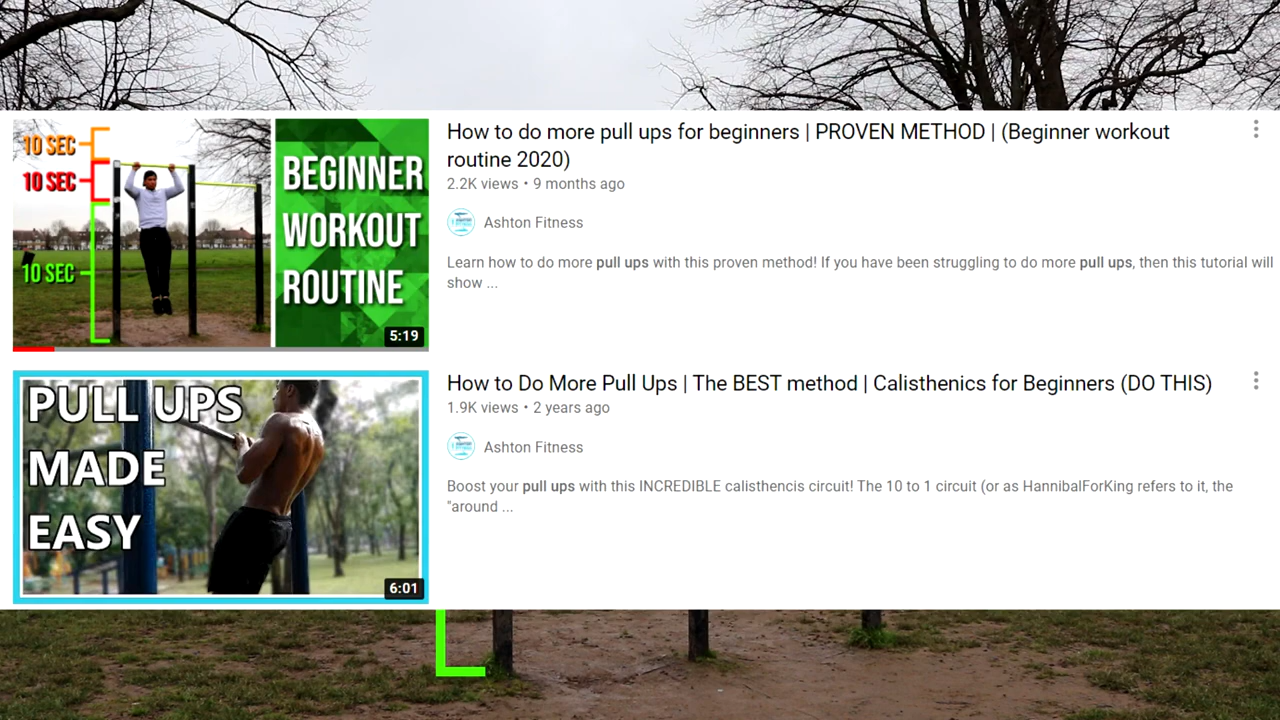 10 SEC
10 SEC
10 SEC
BEGINNER
WORKOUT
ROUTINE
5:19
How to do more pull ups for beginners | PROVEN METHOD | (Beginner workout
routine 2020)
2.2K views • 9 months ago
Ashton Fitness
Learn how to do more pull ups with this proven method! If you have been struggling to do more pull ups, then this tutorial will
show ...
PULL UPS
MADE
EASY
6:01
How to Do More Pull Ups | The BEST method | Calisthenics for Beginners (DO THIS)
1.9K views • 2 years ago
Ashton Fitness
Boost your pull ups with this INCREDIBLE calisthencis circuit! The 10 to 1 circuit (or as HannibalForKing refers to it, the
"around ...